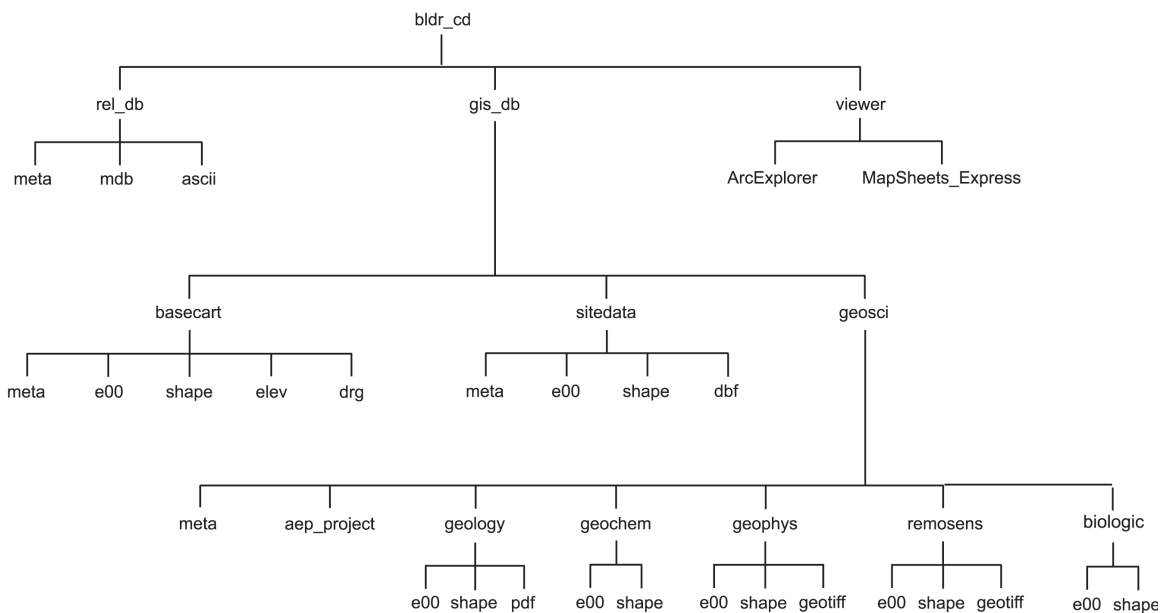 bldr_cd
rel_db gis_db viewer
meta mdb ascii ArcExplorer MapSheets_Express
basecart sitedata geosci
meta e00 shape elev drg meta e00 shape dbf
meta aep_project geology geochem geophys remosens biologic
e00 shape pdf e00 shape e00 shape geotiff e00 shape geotiff e00 shape